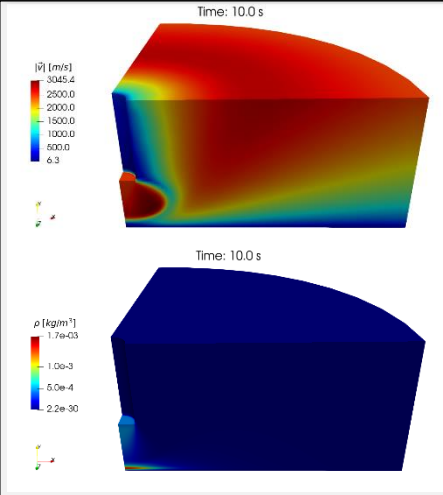 Time: 10.0 s
|v⃗| [m/s]
3045.4
2500.0
2000.0
1500.0
1000.0
500.0
6.3
Time: 10.0 s
ρ [kg/m³]
1.7e-03
1.0e-3
5.0e-4
2.2e-30